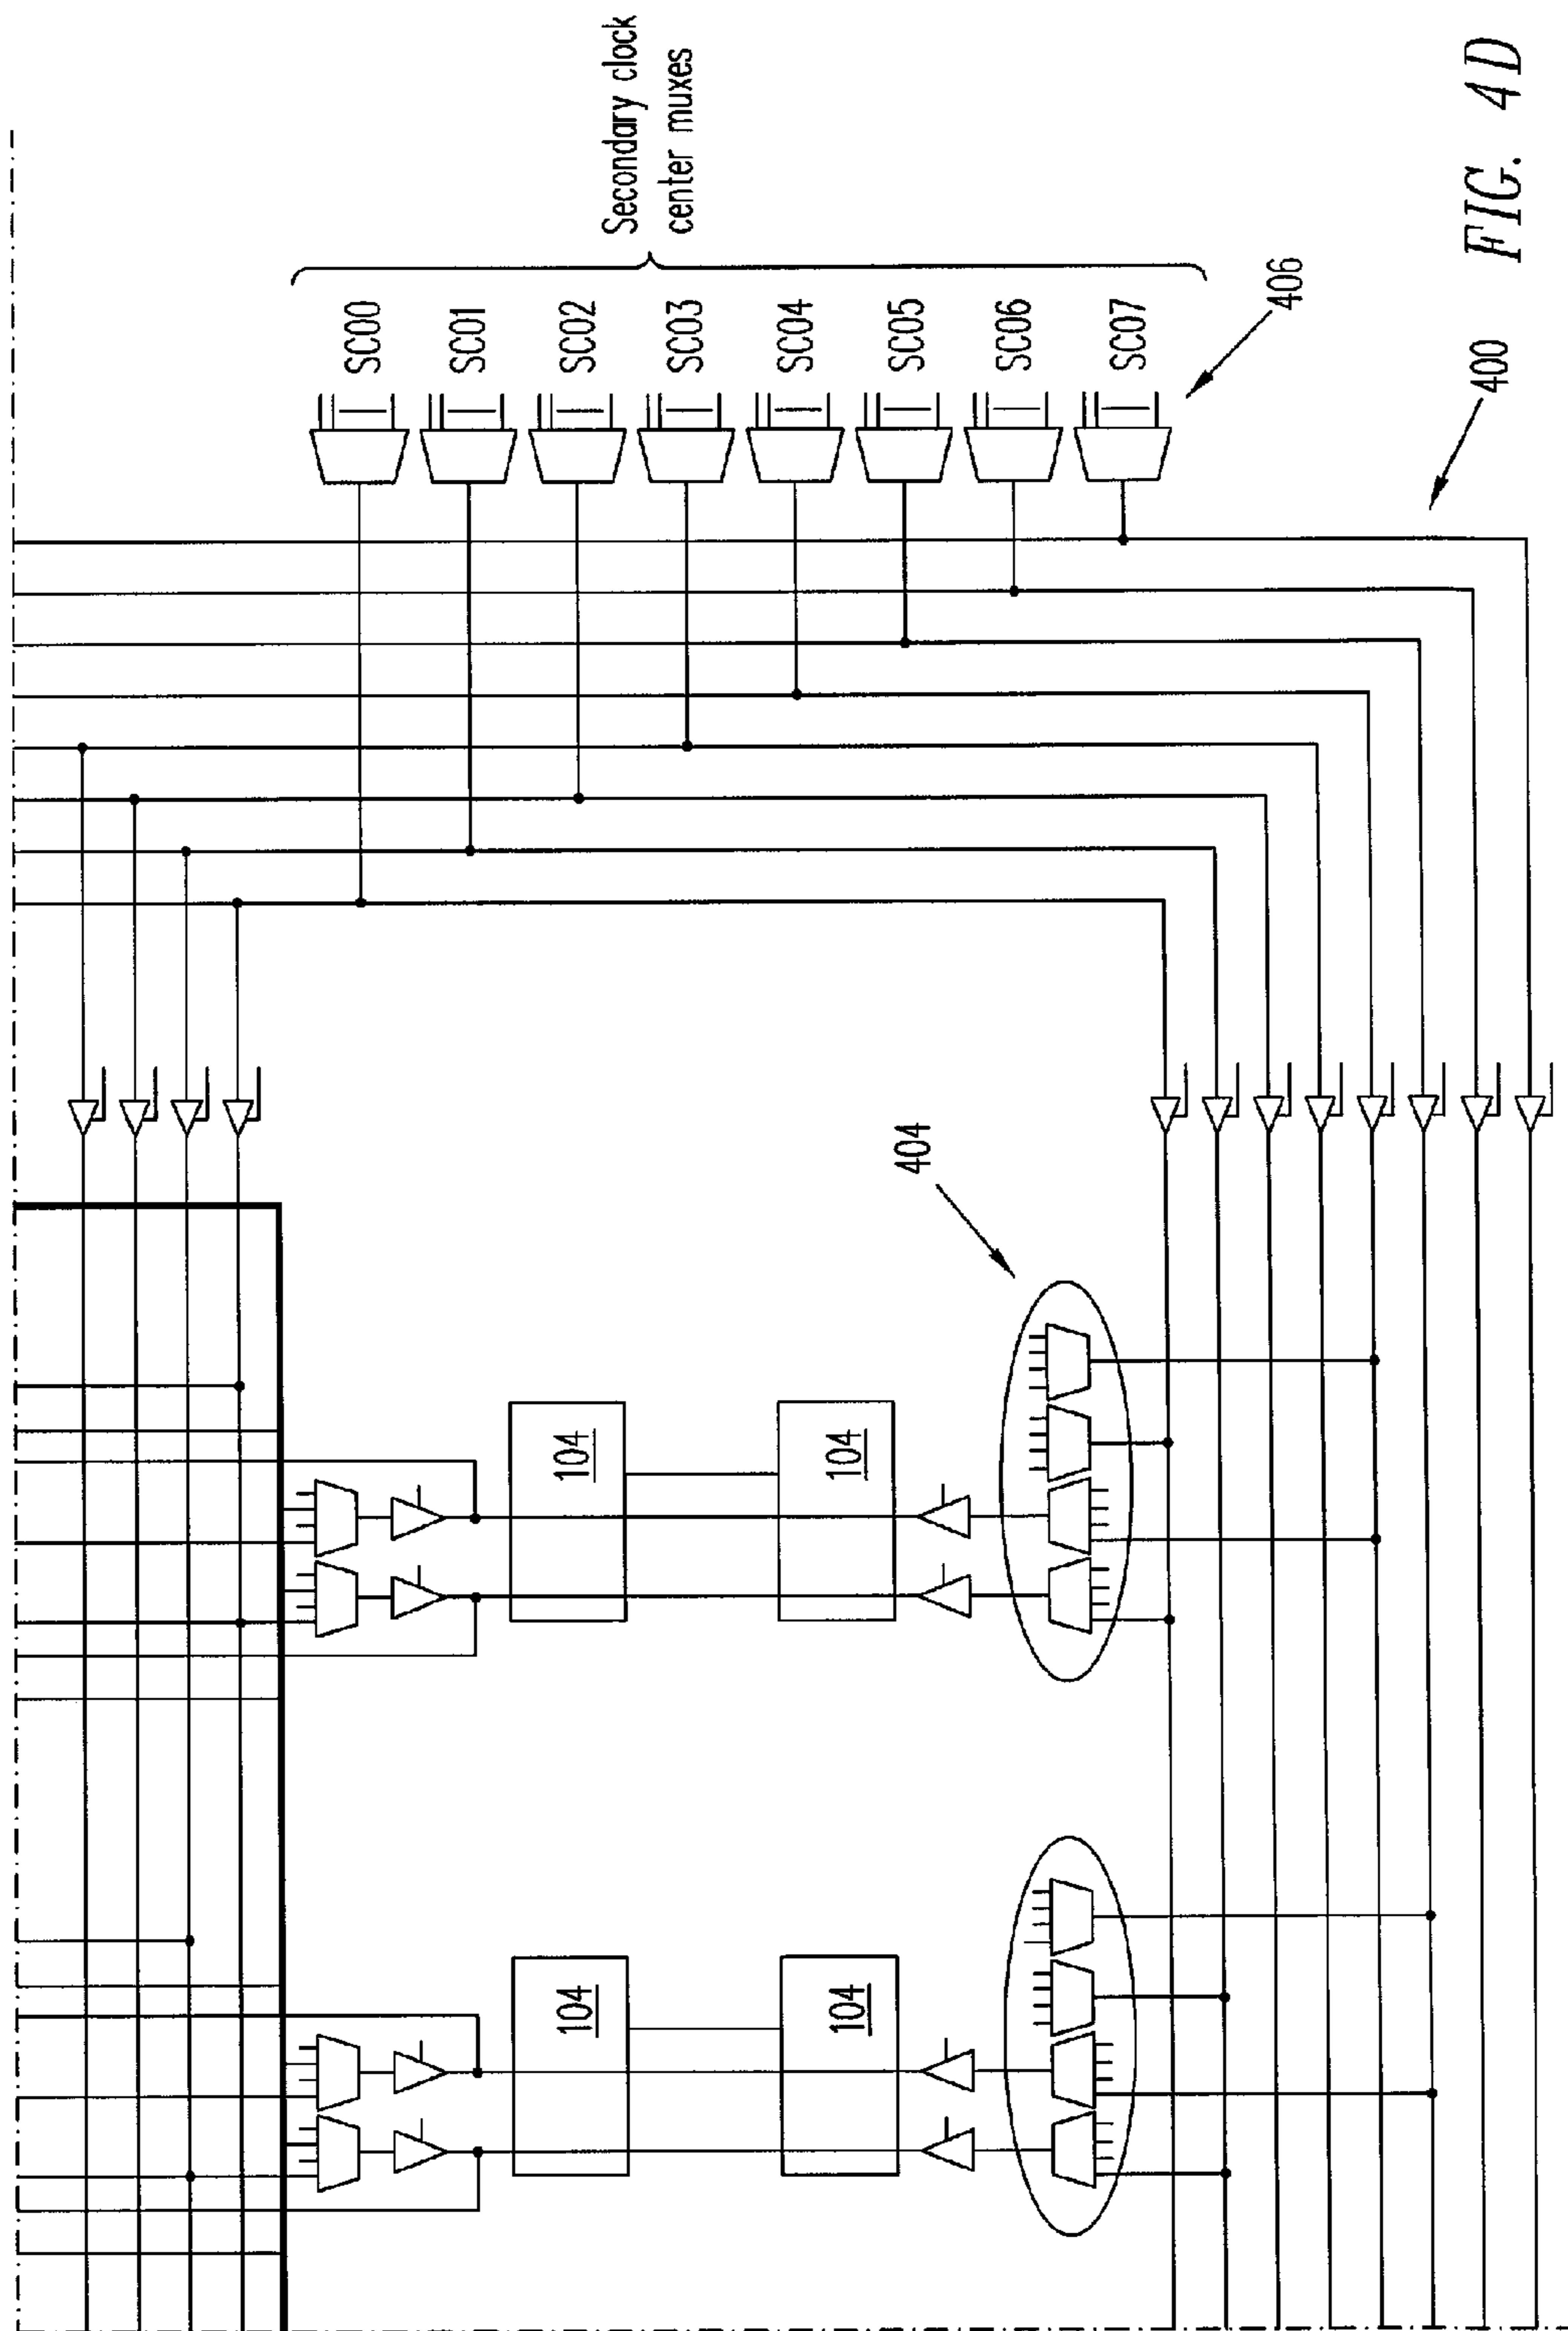 Secondary clock
center muxes
SC00
SC01
SC02
SC03
SC04
SC05
SC06
SC07
406
400
404
104
104
104
104
FIG. 4D